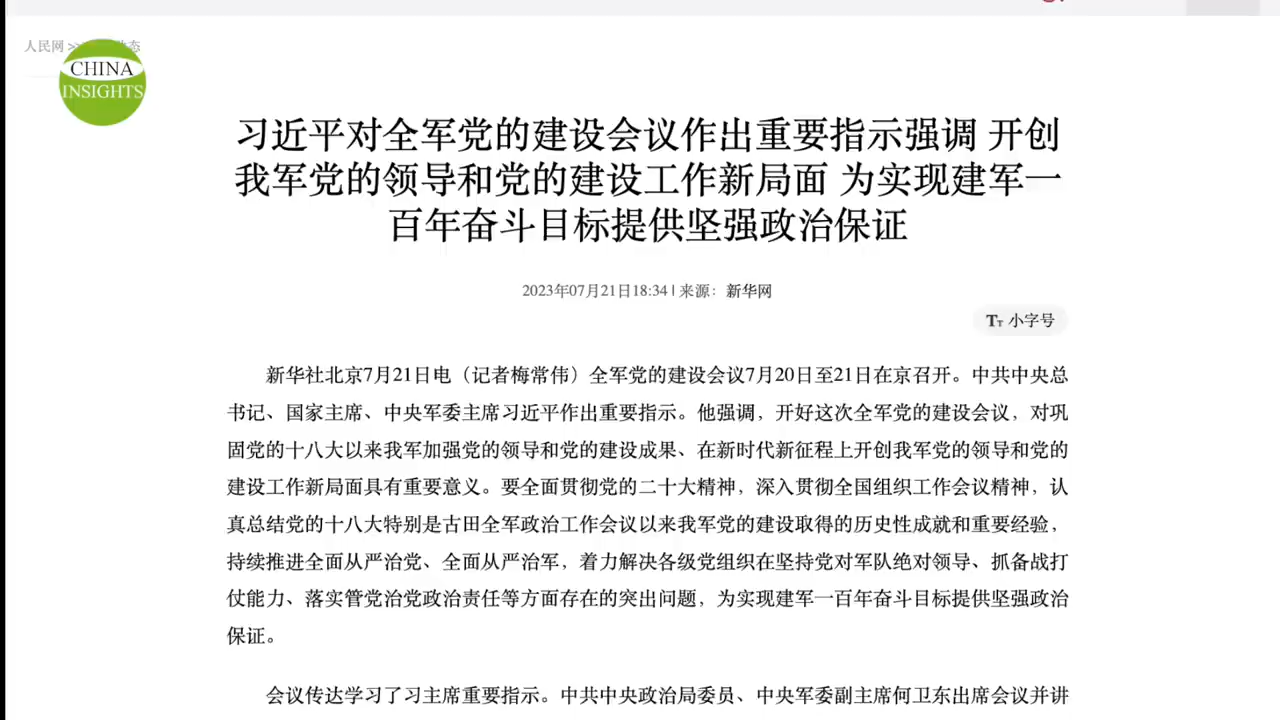 人民网 >>
态
CHINA
INSIGHTS
习近平对全军党的建设会议作出重要指示强调 开创
我军党的领导和党的建设工作新局面 为实现建军一
百年奋斗目标提供坚强政治保证
2023年07月21日18:34 | 来源：新华网
TT 小字号
新华社北京7月21日电（记者梅常伟）全军党的建设会议7月20日至21日在京召开。中共中央总
书记、国家主席、中央军委主席习近平作出重要指示。他强调，开好这次全军党的建设会议，对巩
固党的十八大以来我军加强党的领导和党的建设成果、在新时代新征程上开创我军党的领导和党的
建设工作新局面具有重要意义。要全面贯彻党的二十大精神，深入贯彻全国组织工作会议精神，认
真总结党的十八大特别是古田全军政治工作会议以来我军党的建设取得的历史性成就和重要经验，
持续推进全面从严治党、全面从严治军，着力解决各级党组织在坚持党对军队绝对领导、抓备战打
仗能力、落实管党治党政治责任等方面存在的突出问题，为实现建军一百年奋斗目标提供坚强政治
保证。
会议传达学习了习主席重要指示。中共中央政治局委员、中央军委副主席何卫东出席会议并讲